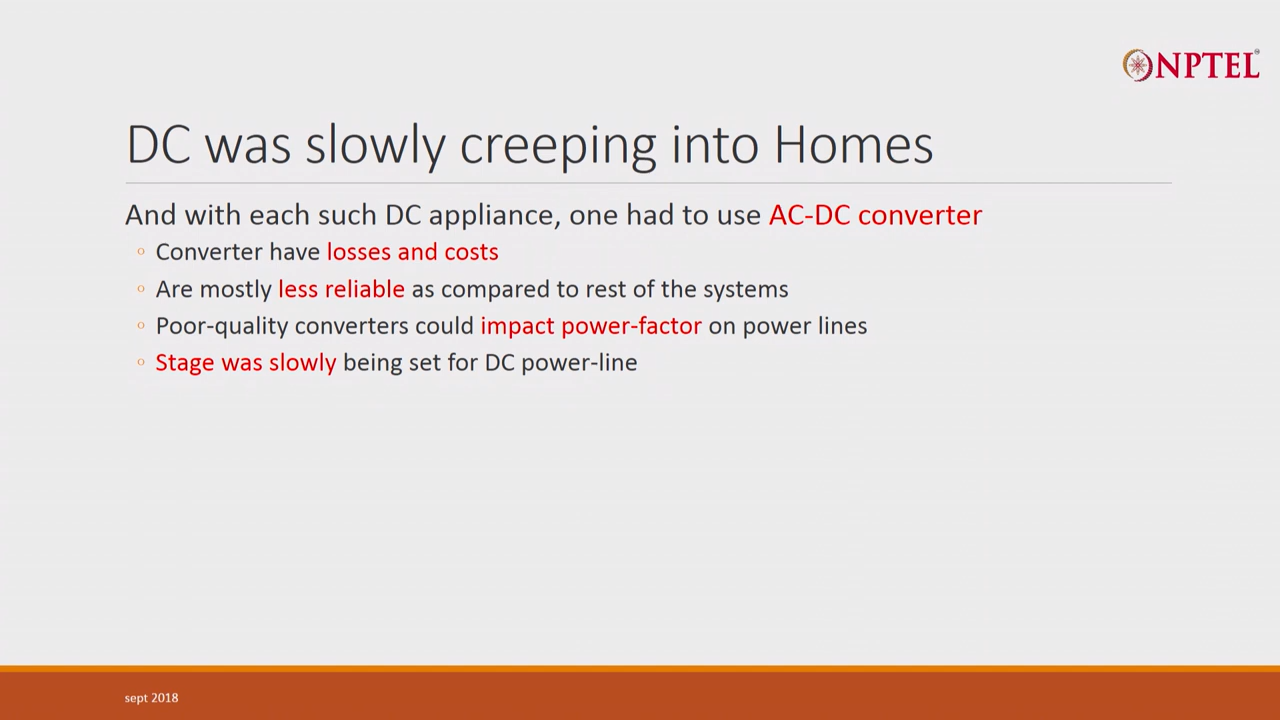 NPTEL
DC was slowly creeping into Homes
And with each such DC appliance, one had to use AC-DC converter
◦ Converter have losses and costs
◦ Are mostly less reliable as compared to rest of the systems
◦ Poor-quality converters could impact power-factor on power lines
◦ Stage was slowly being set for DC power-line
sept 2018